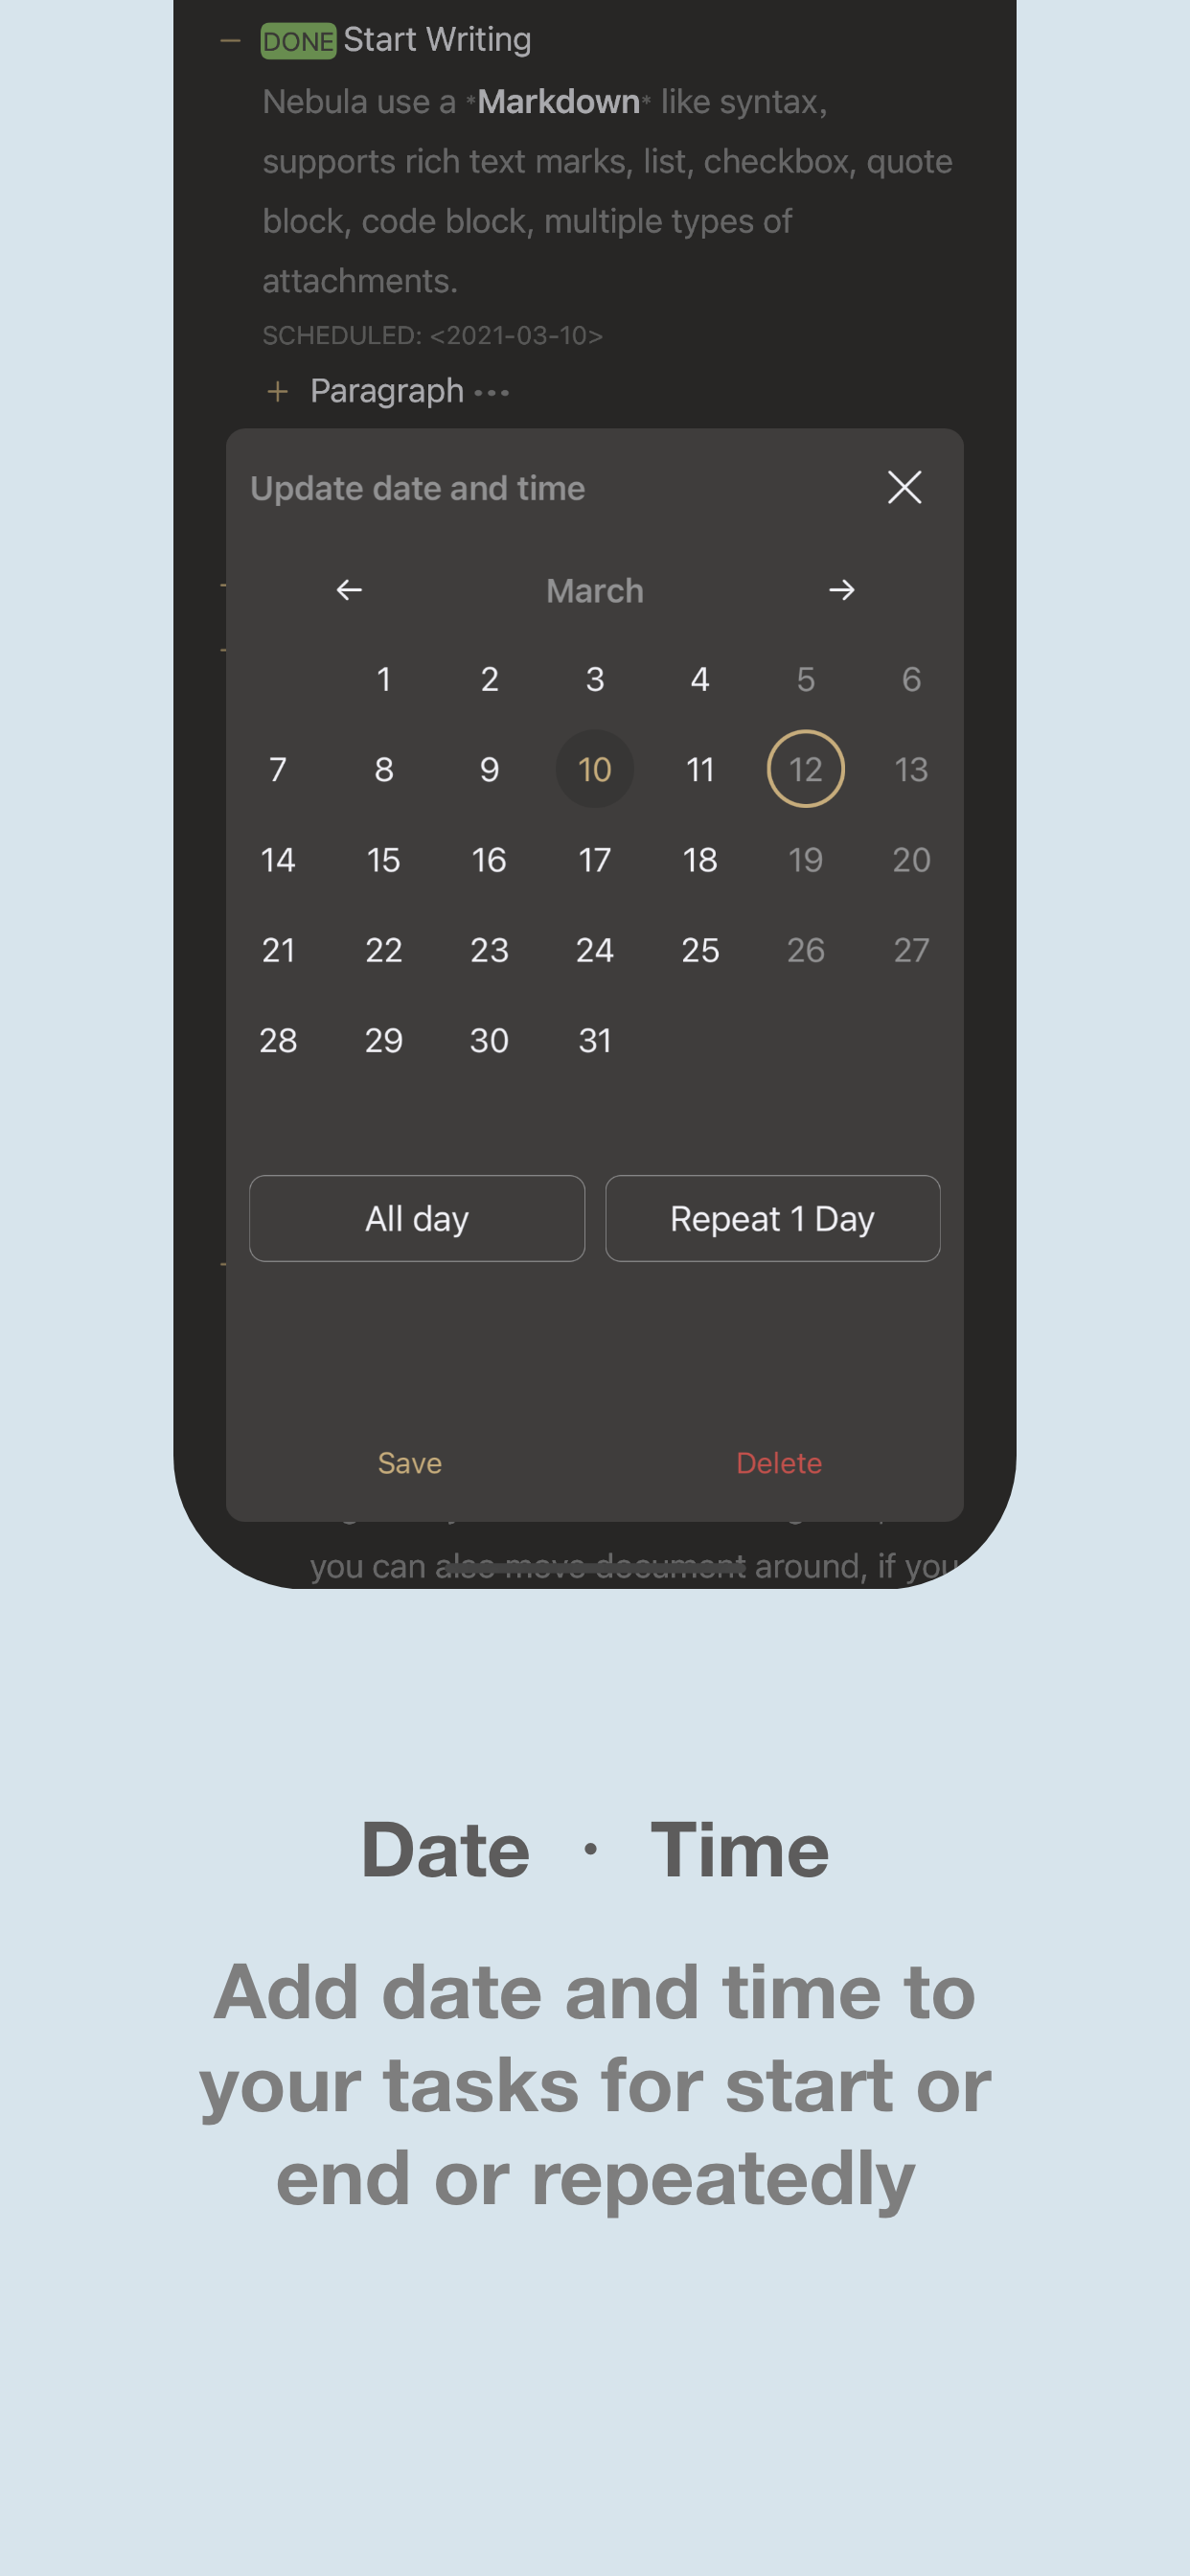 DONE Start Writing
Nebula use a *Markdown* like syntax,
supports rich text marks, list, checkbox, quote
block, code block, multiple types of
attachments.
SCHEDULED: <2021-03-10>
+ Paragraph •••
Update date and time
← March →
1 2 3 4 5 6
7 8 9 10 11 12 13
14 15 16 17 18 19 20
21 22 23 24 25 26 27
28 29 30 31
All day Repeat 1 Day
Save Delete
you can also move document around, if you
Date · Time
Add date and time to
your tasks for start or
end or repeatedly